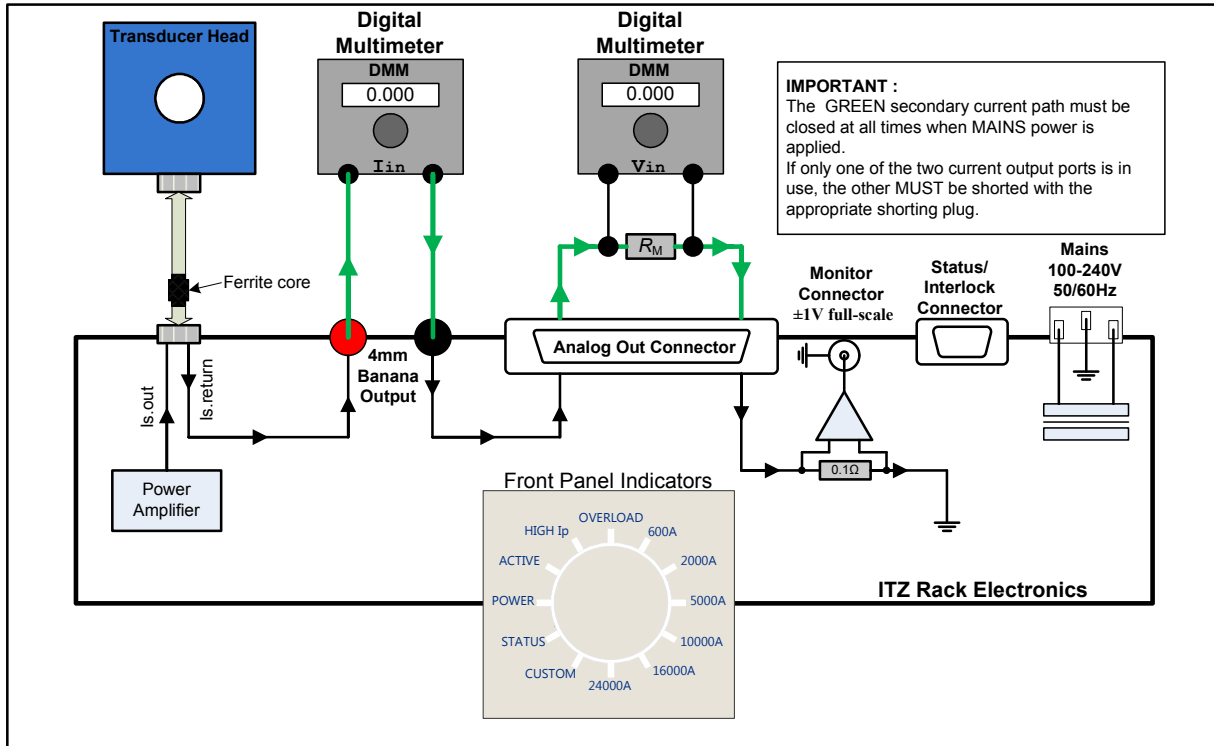 Transducer Head
Digital
Multimeter
DMM
0.000
Iin
Digital
Multimeter
DMM
0.000
Vin
IMPORTANT :
The GREEN secondary current path must be
closed at all times when MAINS power is
applied.
If only one of the two current output ports is in
use, the other MUST be shorted with the
appropriate shorting plug.
RM
Ferrite core
Monitor
Connector
±1V full-scale
Status/
Interlock
Connector
Mains
100-240V
50/60Hz
Is.out
Is.return
4mm
Banana
Output
Analog Out Connector
0.1Ω
Power
Amplifier
Front Panel Indicators
OVERLOAD
HIGH Ip
600A
ACTIVE
2000A
POWER
5000A
STATUS
10000A
CUSTOM
16000A
24000A
ITZ Rack Electronics